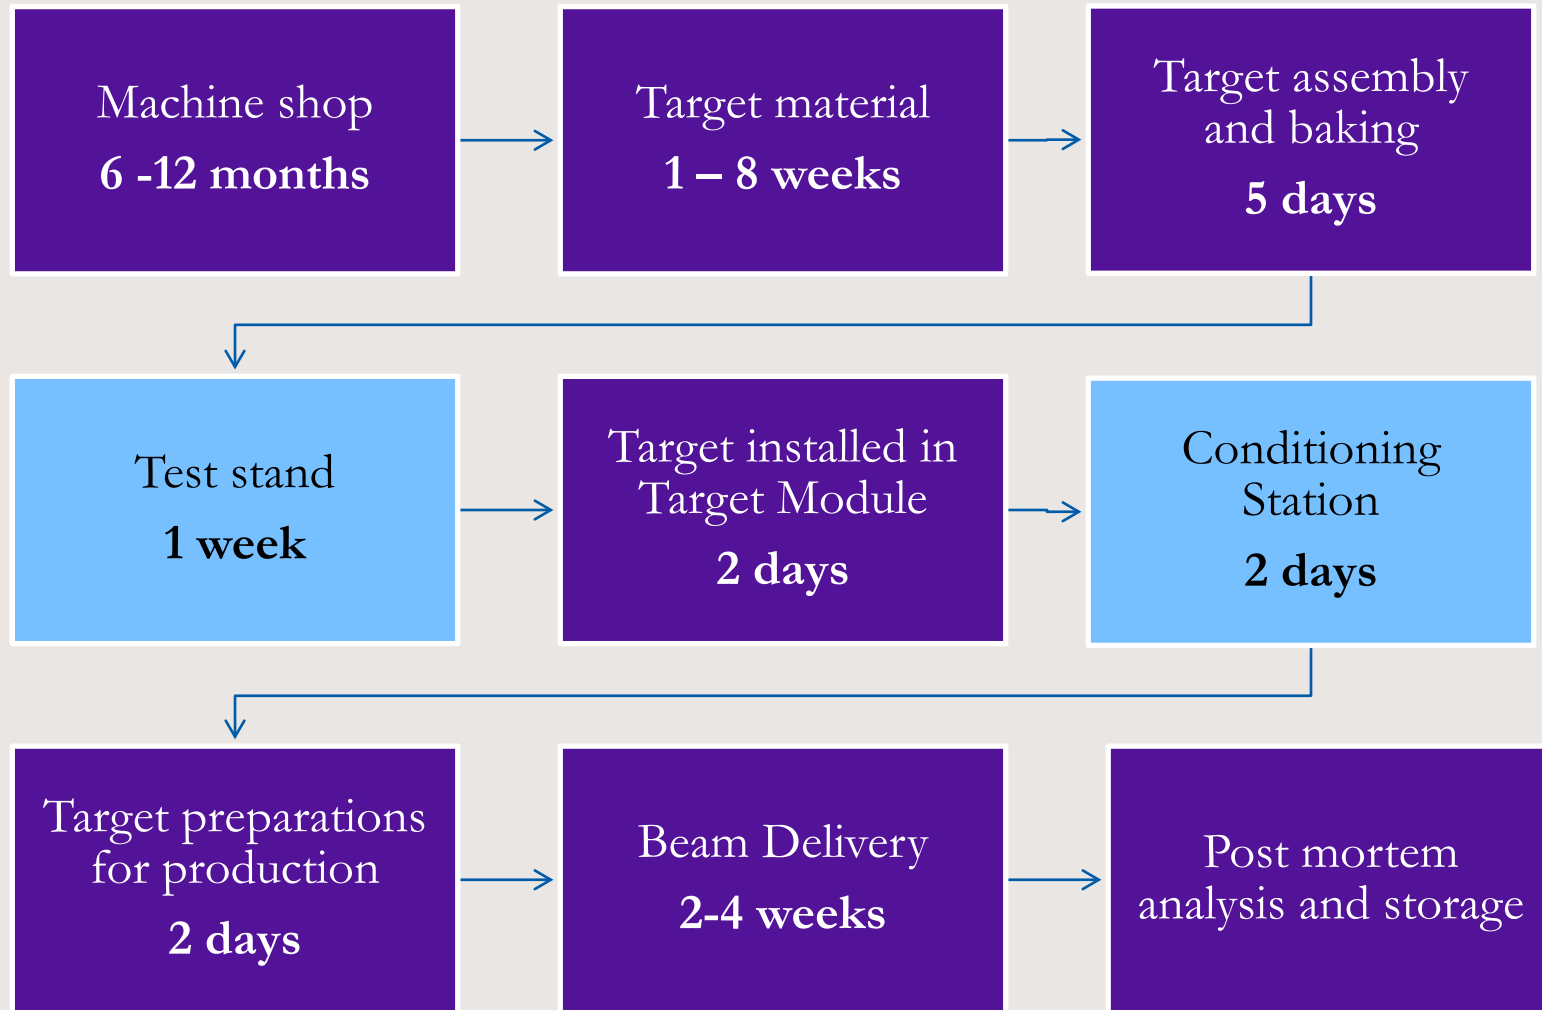 Machine shop
6 -12 months
Target material
1 – 8 weeks
Target assembly
and baking
5 days
Test stand
1 week
Target installed in
Target Module
2 days
Conditioning
Station
2 days
Target preparations
for production
2 days
Beam Delivery
2-4 weeks
Post mortem
analysis and storage